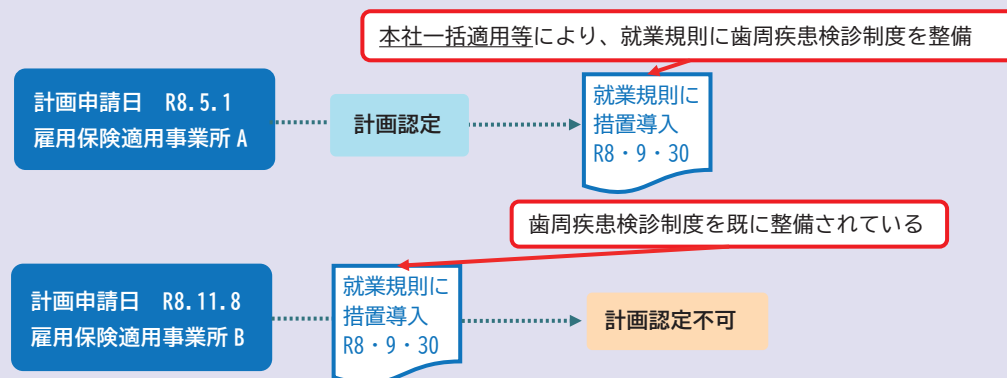 本社一括適用等により、就業規則に歯周疾患検診制度を整備
計画申請日 R8.5.1
雇用保険適用事業所 A
計画認定
就業規則に
措置導入
R8・9・30
歯周疾患検診制度を既に整備されている
計画申請日 R8.11.8
雇用保険適用事業所 B
就業規則に
措置導入
R8・9・30
計画認定不可